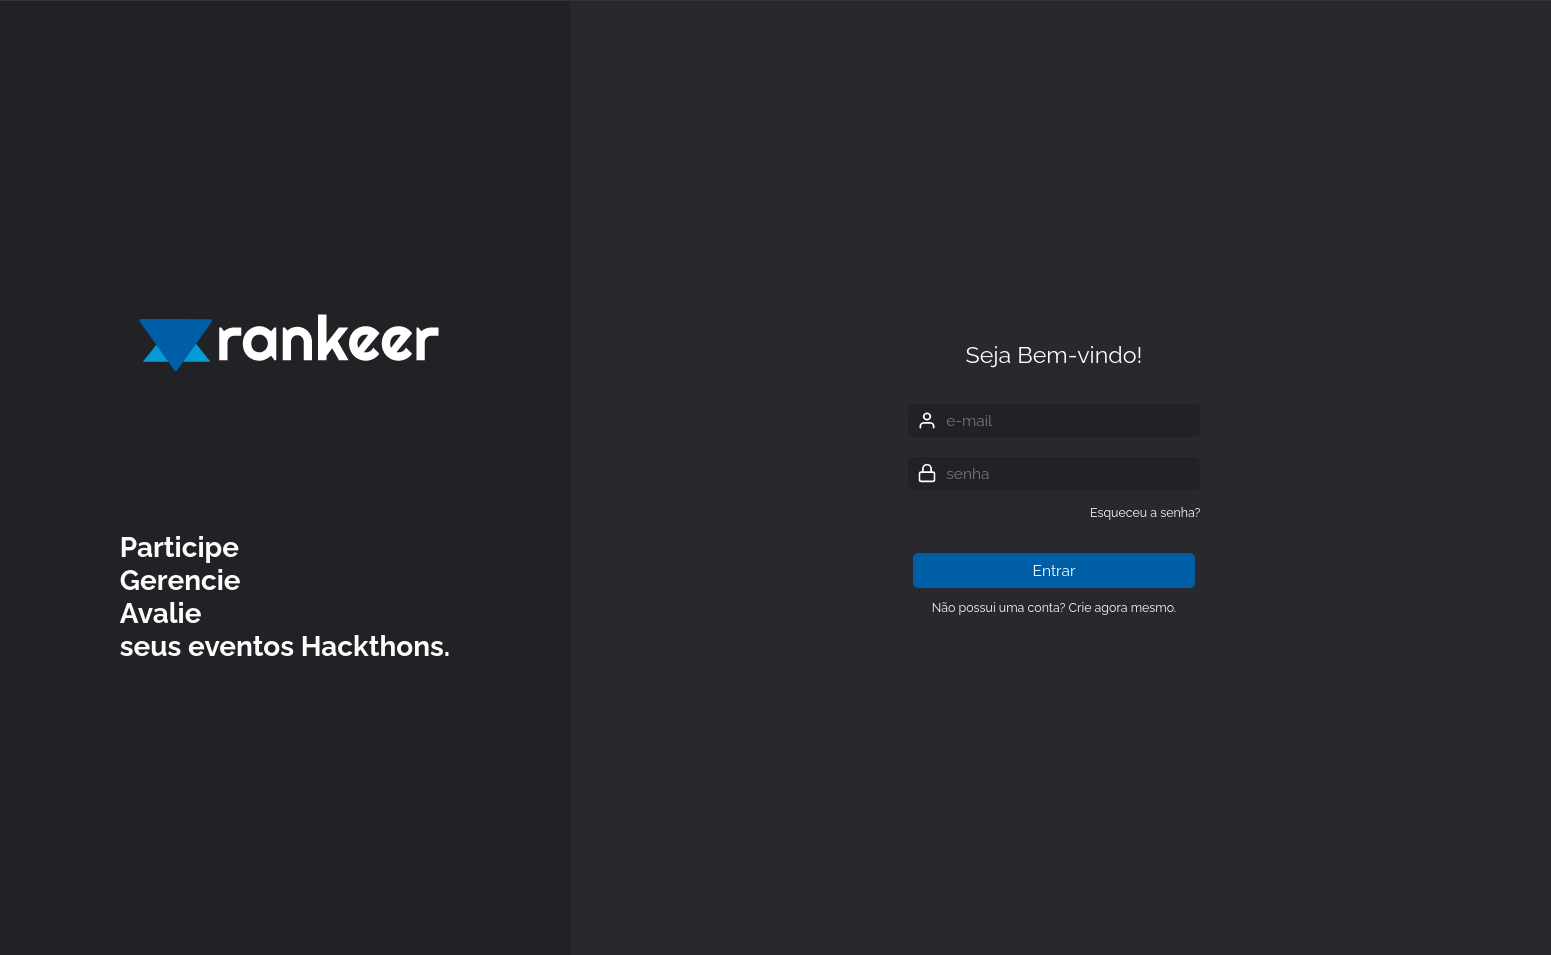 rankeer
Participe
Gerencie
Avalie
seus eventos Hackthons.
Seja Bem-vindo!
e-mail
senha
Esqueceu a senha?
Entrar
Não possui uma conta? Crie agora mesmo.